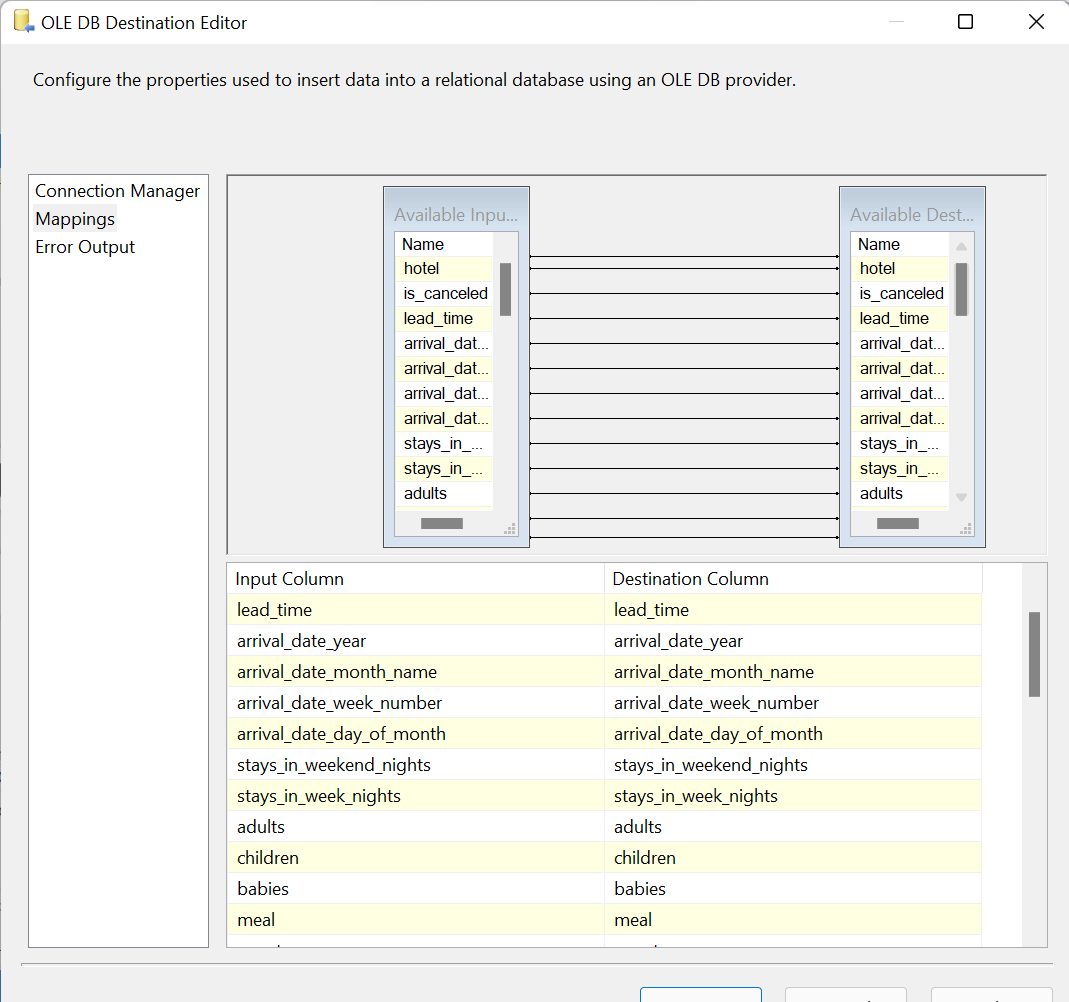 OLE DB Destination Editor
Configure the properties used to insert data into a relational database using an OLE DB provider.
Connection Manager
Mappings
Error Output
Available Inpu...
Name
hotel
is_canceled
lead_time
arrival_dat...
arrival_dat...
arrival_dat...
arrival_dat...
stays_in_...
stays_in_...
adults
Available Dest...
Name
hotel
is_canceled
lead_time
arrival_dat...
arrival_dat...
arrival_dat...
arrival_dat...
stays_in_...
stays_in_...
adults
Input Column Destination Column
lead_time lead_time
arrival_date_year arrival_date_year
arrival_date_month_name arrival_date_month_name
arrival_date_week_number arrival_date_week_number
arrival_date_day_of_month arrival_date_day_of_month
stays_in_weekend_nights stays_in_weekend_nights
stays_in_week_nights stays_in_week_nights
adults adults
children children
babies babies
meal meal